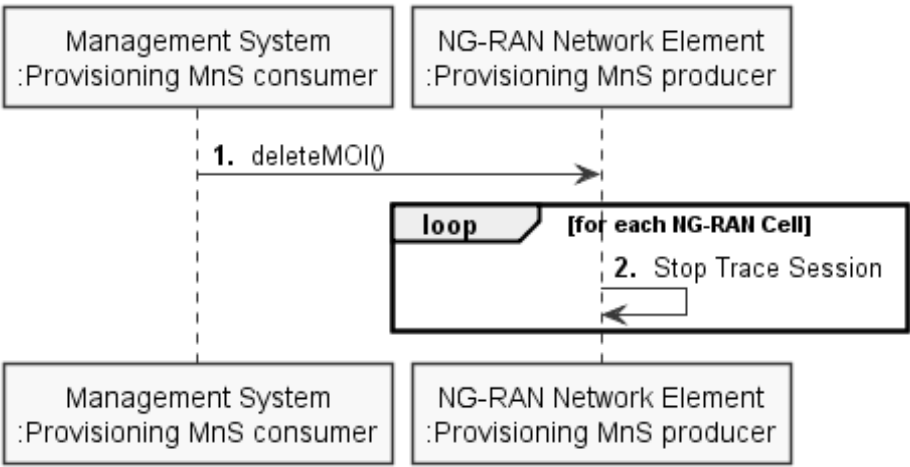 Management System
:Provisioning MnS consumer
NG-RAN Network Element
:Provisioning MnS producer
1. deleteMOI()
loop
[for each NG-RAN Cell]
2. Stop Trace Session
Management System
:Provisioning MnS consumer
NG-RAN Network Element
:Provisioning MnS producer